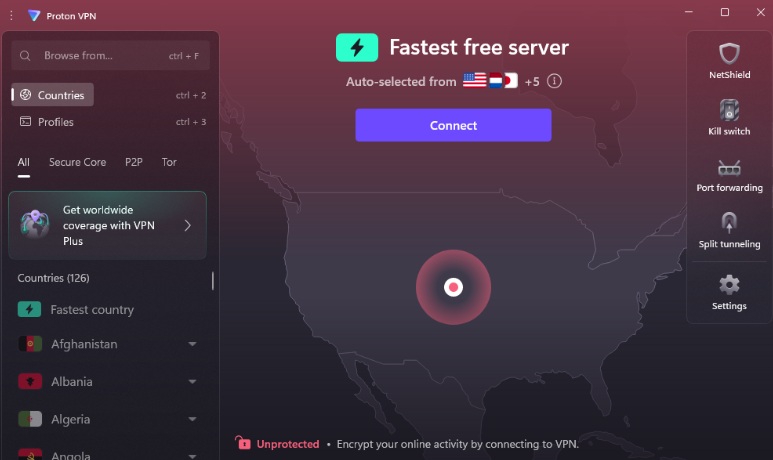 Proton VPN
Browse from... ctrl + F
Countries ctrl + 2
Profiles ctrl + 3
All Secure Core P2P Tor
Get worldwide
coverage with VPN
Plus
Countries (126)
Fastest country
Afghanistan
Albania
Algeria
Angola
Fastest free server
Auto-selected from +5
Connect
Unprotected • Encrypt your online activity by connecting to VPN.
NetShield
Kill switch
Port forwarding
Split tunneling
Settings